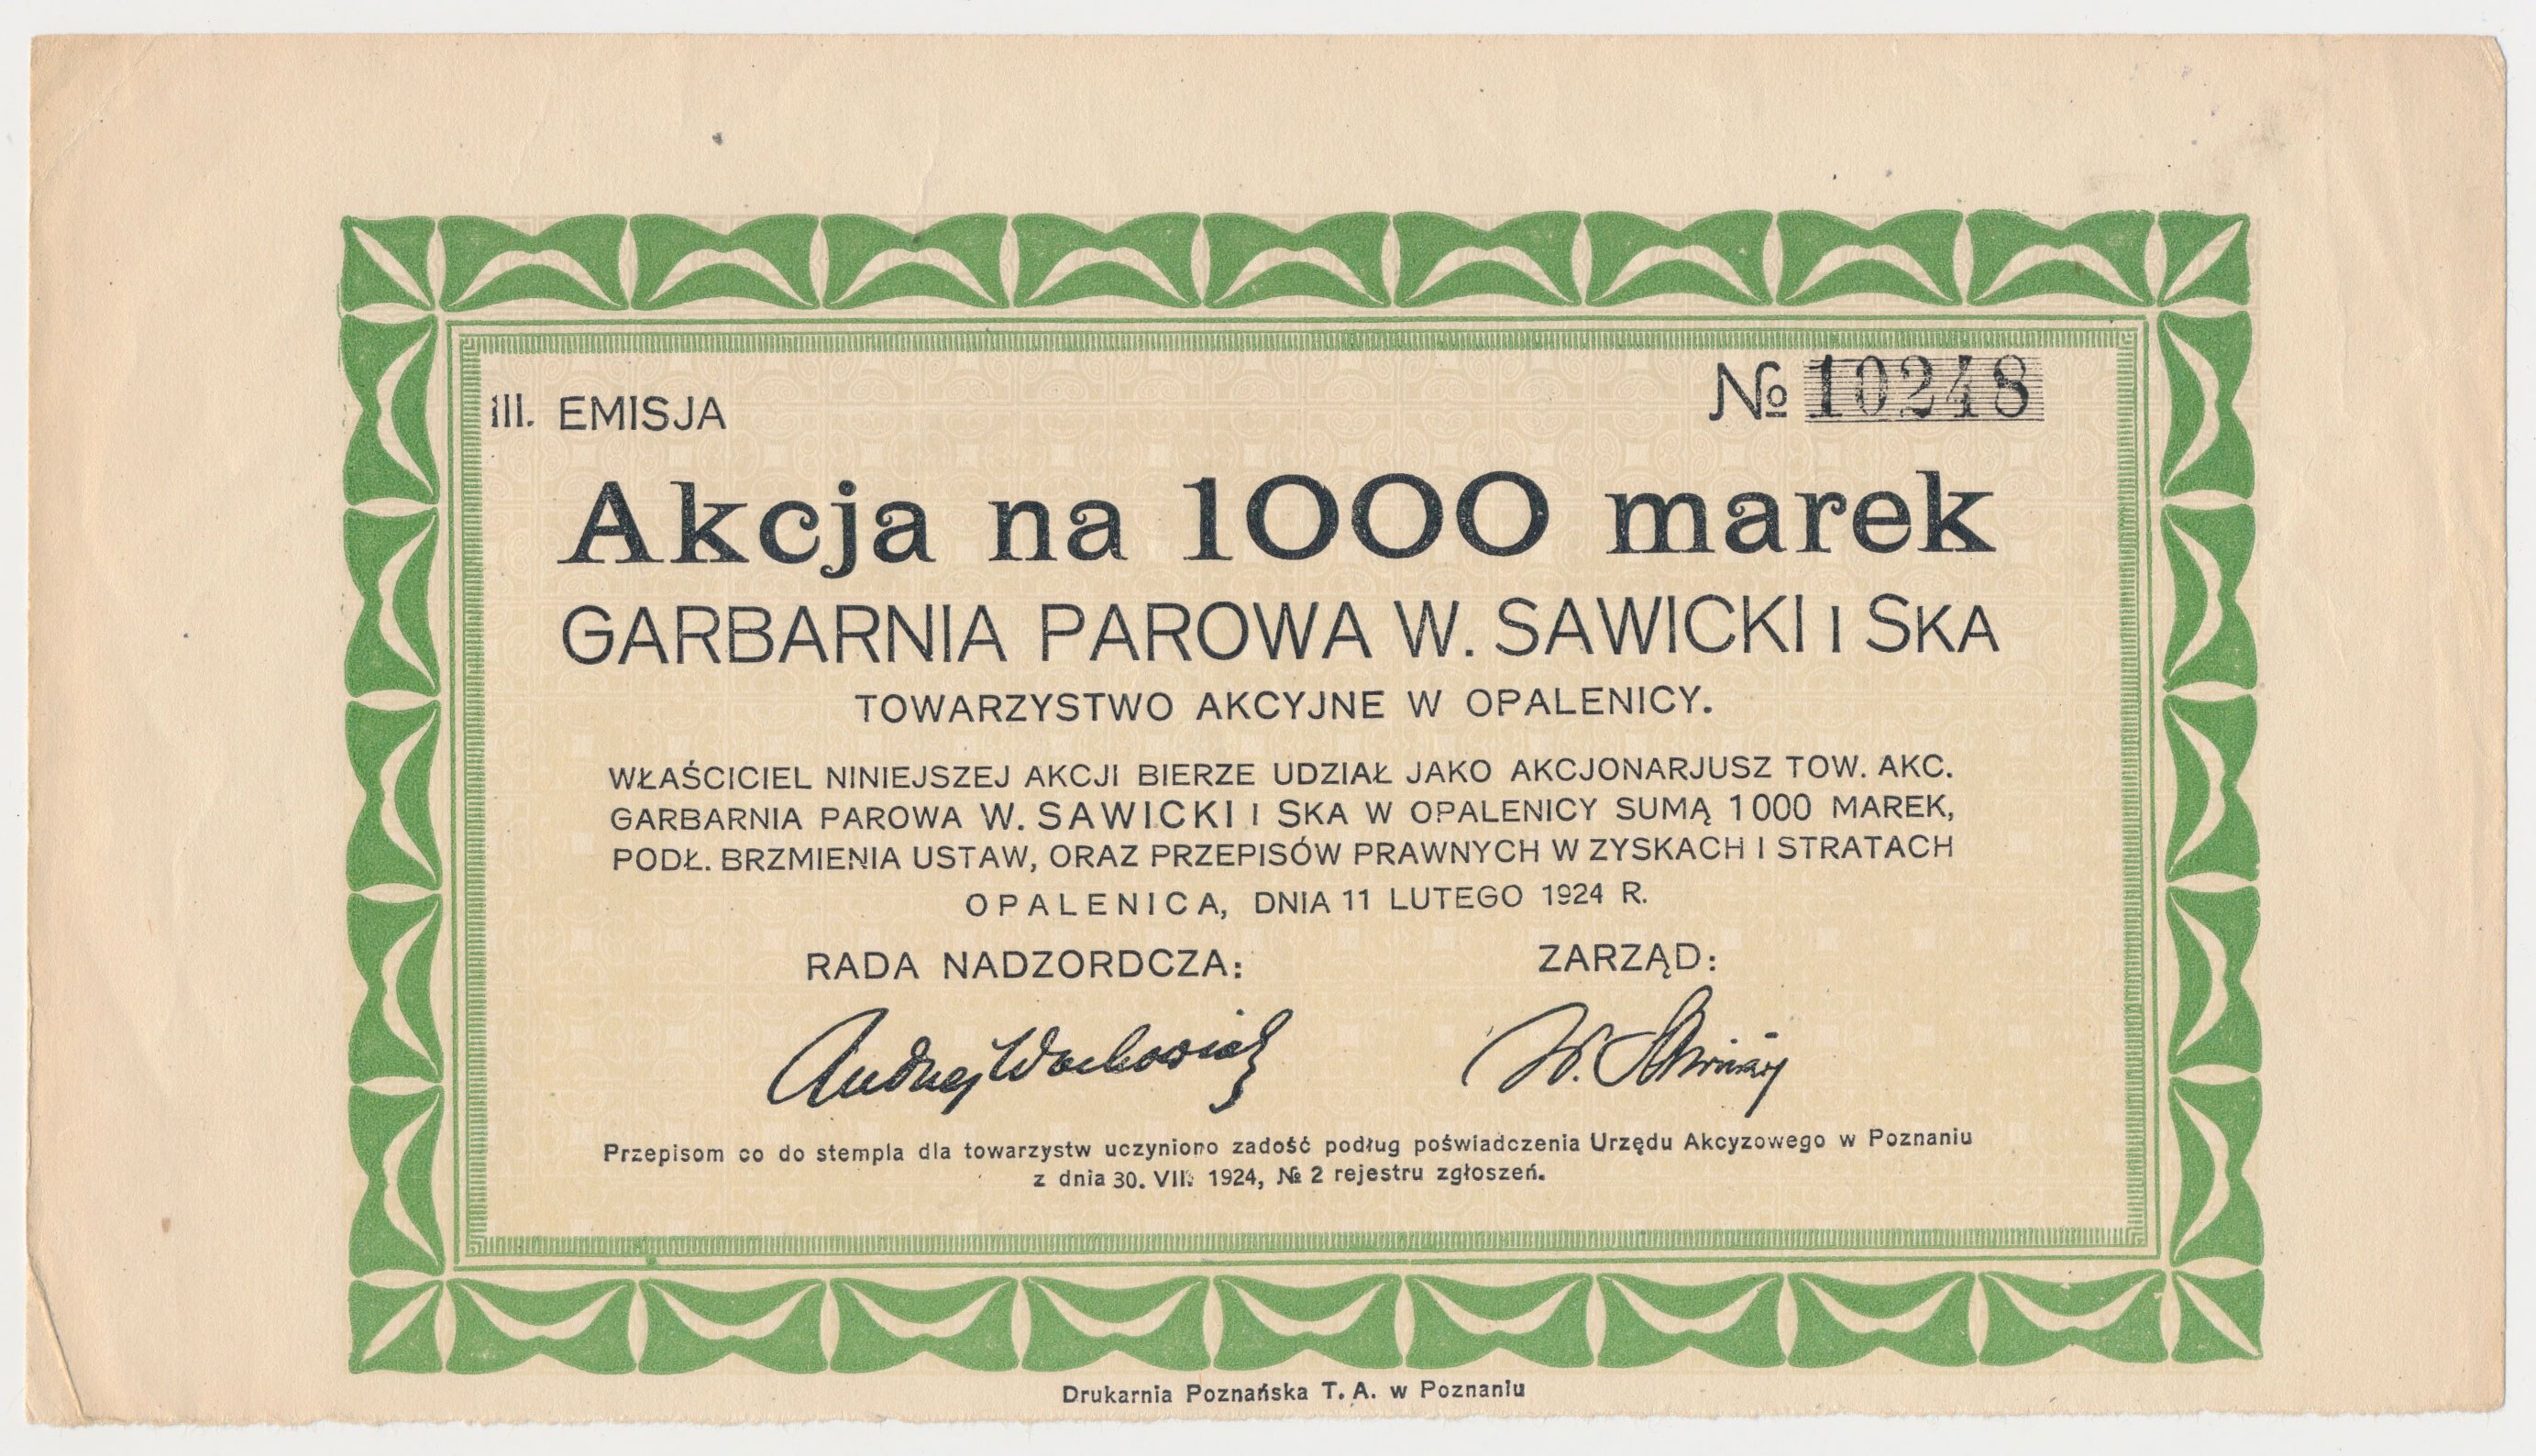 III. EMISJA
№ 10248
Akcja na 1000 marek
GARBARNIA PAROWA W. SAWICKI I SKA
TOWARZYSTWO AKCYJNE W OPALENICY.
WŁAŚCICIEL NINIEJSZEJ AKCJI BIERZE UDZIAŁ JAKO AKCJONARJUSZ TOW. AKC.
GARBARNIA PAROWA W. SAWICKI I SKA W OPALENICY SUMĄ 1000 MAREK,
PODŁ. BRZMIENIA USTAW, ORAZ PRZEPISÓW PRAWNYCH W ZYSKACH I STRATACH
OPALENICA, DNIA 11 LUTEGO 1924 R.
RADA NADZORDCZA:
ZARZĄD:
Andrzej Wachowiak
W.
Przepisom co do stempla dla towarzystw uczyniono zadość podług poświadczenia Urzędu Akcyzowego w Poznaniu
z dnia 30. VII. 1924, № 2 rejestru zgłoszeń.
Drukarnia Poznańska T. A. w Poznaniu